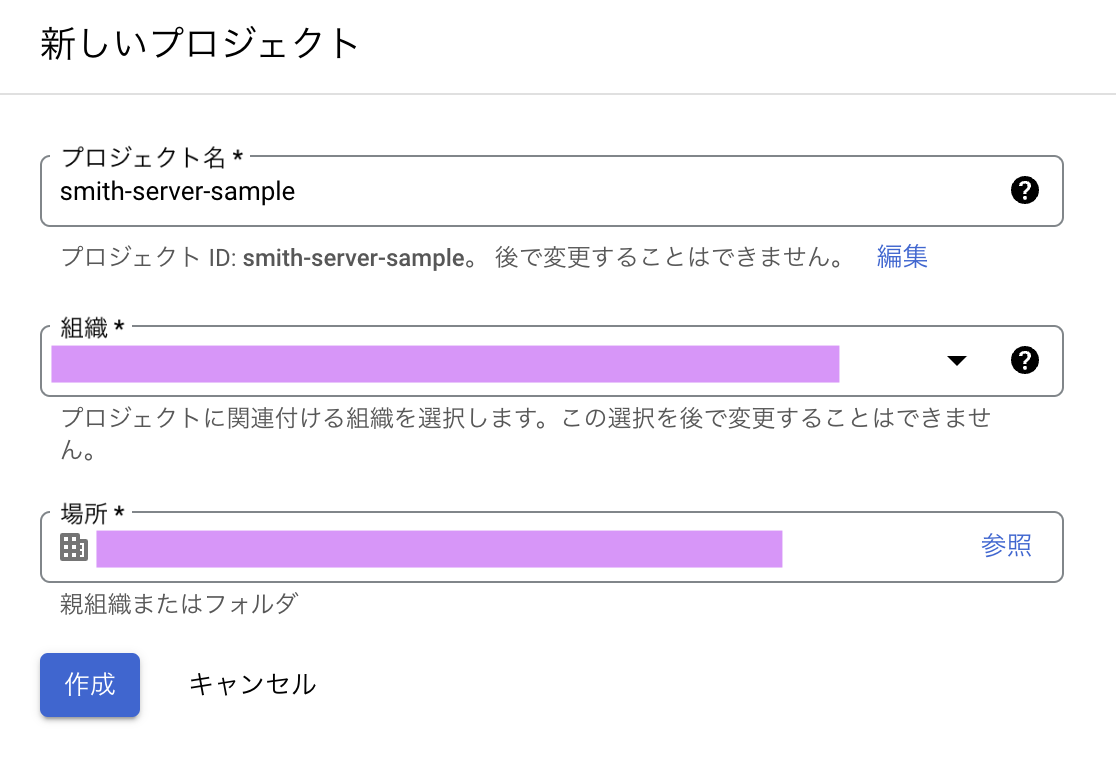 新しいプロジェクト
プロジェクト名 *
smith-server-sample
プロジェクト ID: smith-server-sample。 後で変更することはできません。 編集
組織 *
プロジェクトに関連付ける組織を選択します。この選択を後で変更することはできませ
ん。
場所 *
参照
親組織またはフォルダ
作成 キャンセル